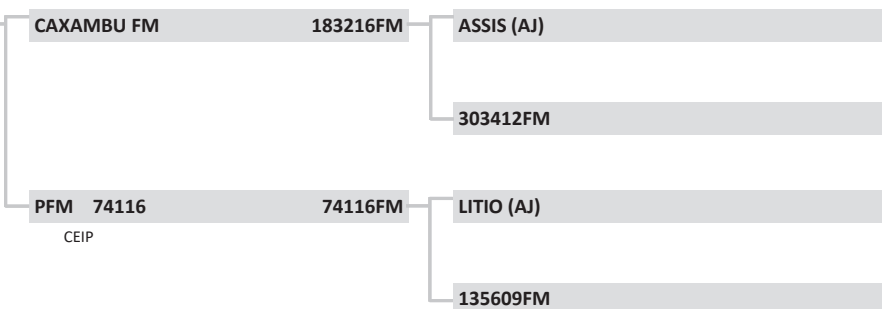 CAXAMBU FM 183216FM
ASSIS (AJ)
303412FM
PFM 74116 74116FM
CEIP
LITIO (AJ)
135609FM